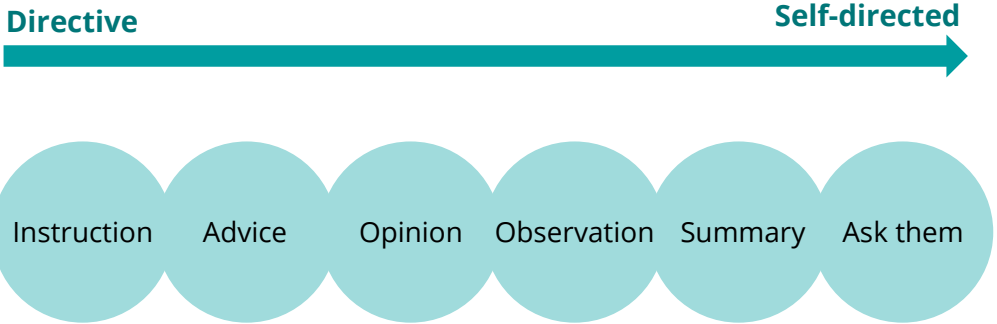 Directive
Self-directed
Instruction
Advice
Opinion
Observation
Summary
Ask them